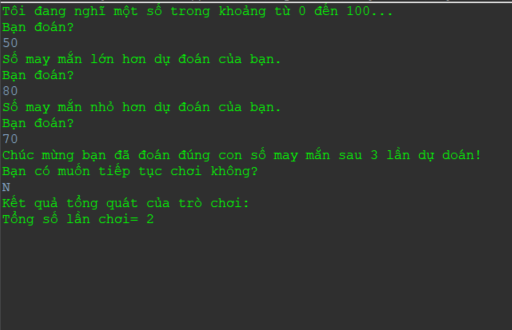 Tôi đang nghĩ một số trong khoảng từ 0 đến 100...
Bạn đoán?
50
Số may mắn lớn hơn dự đoán của bạn.
Bạn đoán?
80
Số may mắn nhỏ hơn dự đoán của bạn.
Bạn đoán?
70
Chúc mừng bạn đã đoán đúng con số may mắn sau 3 lần dự doán!
Bạn có muốn tiếp tục chơi không?
N
Kết quả tổng quát của trò chơi:
Tổng số lần chơi= 2